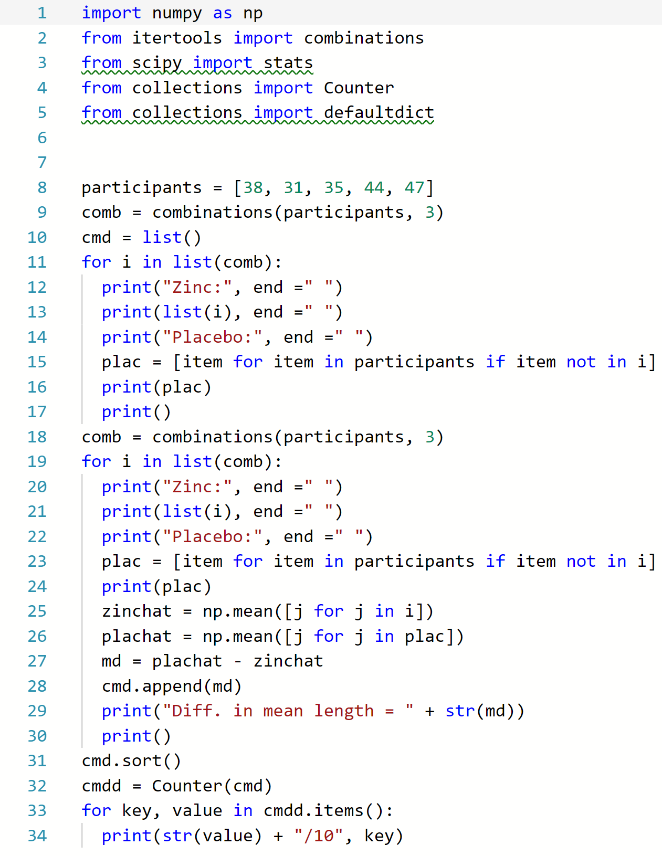 1 import numpy as np
2 from itertools import combinations
3 from scipy import stats
4 from collections import Counter
5 from collections import defaultdict
6
7
8 participants = [38, 31, 35, 44, 47]
9 comb = combinations(participants, 3)
10 cmd = list()
11 for i in list(comb):
12   print("Zinc:", end =" ")
13   print(list(i), end =" ")
14   print("Placebo:", end =" ")
15   plac = [item for item in participants if item not in i]
16   print(plac)
17   print()
18 comb = combinations(participants, 3)
19 for i in list(comb):
20   print("Zinc:", end =" ")
21   print(list(i), end =" ")
22   print("Placebo:", end =" ")
23   plac = [item for item in participants if item not in i]
24   print(plac)
25   zinchat = np.mean([j for j in i])
26   plachat = np.mean([j for j in plac])
27   md = plachat - zinchat
28   cmd.append(md)
29   print("Diff. in mean length = " + str(md))
30   print()
31 cmd.sort()
32 cmdd = Counter(cmd)
33 for key, value in cmdd.items():
34   print(str(value) + "/10", key)